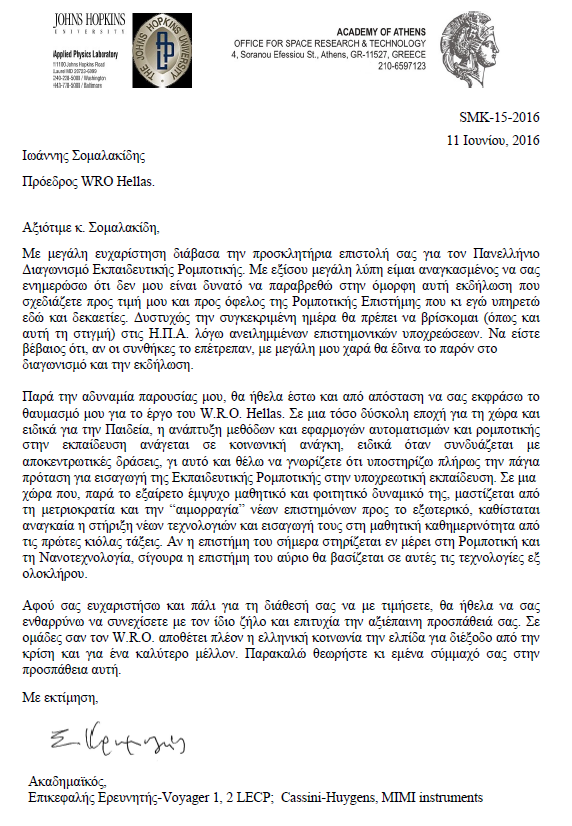 JOHNS HOPKINS
UNIVERSITY
Applied Physics Laboratory
11100 Johns Hopkins Road
Laurel MD 20723-6099
240-228-5000 / Washington
443-778-5000 / Baltimore
THE JOHNS HOPKINS UNIVERSITY
APL
ACADEMY OF ATHENS
OFFICE FOR SPACE RESEARCH & TECHNOLOGY
4, Soranou Efessiou St., Athens, GR-11527, GREECE
210-6597123
SMK-15-2016
11 Ιουνίου, 2016
Ιωάννης Σομαλακίδης
Πρόεδρος WRO Hellas.
Αξιότιμε κ. Σομαλακίδη,
Με μεγάλη ευχαρίστηση διάβασα την προσκλητήρια επιστολή σας για τον Πανελλήνιο
Διαγωνισμό Εκπαιδευτικής Ρομποτικής. Με εξίσου μεγάλη λύπη είμαι αναγκασμένος να σας
ενημερώσω ότι δεν μου είναι δυνατό να παραβρεθώ στην όμορφη αυτή εκδήλωση που
σχεδιάζετε προς τιμή μου και προς όφελος της Ρομποτικής Επιστήμης που κι εγώ υπηρετώ
εδώ και δεκαετίες. Δυστυχώς την συγκεκριμένη ημέρα θα πρέπει να βρίσκομαι (όπως και
αυτή τη στιγμή) στις Η.Π.Α. λόγω ανειλημμένων επιστημονικών υποχρεώσεων. Να είστε
βέβαιος ότι, αν οι συνθήκες το επέτρεπαν, με μεγάλη μου χαρά θα έδινα το παρόν στο
διαγωνισμό και την εκδήλωση.
Παρά την αδυναμία παρουσίας μου, θα ήθελα έστω και από απόσταση να σας εκφράσω το
θαυμασμό μου για το έργο του W.R.O. Hellas. Σε μια τόσο δύσκολη εποχή για τη χώρα και
ειδικά για την Παιδεία, η ανάπτυξη μεθόδων και εφαρμογών αυτοματισμών και ρομποτικής
στην εκπαίδευση ανάγεται σε κοινωνική ανάγκη, ειδικά όταν συνδυάζεται με
αποκεντρωτικές δράσεις, γι αυτό και θέλω να γνωρίζετε ότι υποστηρίζω πλήρως την πάγια
πρόταση για εισαγωγή της Εκπαιδευτικής Ρομποτικής στην υποχρεωτική εκπαίδευση. Σε μια
χώρα που, παρά το εξαίρετο έμψυχο μαθητικό και φοιτητικό δυναμικό της, μαστίζεται από
τη μετριοκρατία και την “αιμορραγία” νέων επιστημόνων προς το εξωτερικό, καθίσταται
αναγκαία η στήριξη νέων τεχνολογιών και εισαγωγή τους στη μαθητική καθημερινότητα από
τις πρώτες κιόλας τάξεις. Αν η επιστήμη του σήμερα στηρίζεται εν μέρει στη Ρομποτική και
τη Νανοτεχνολογία, σίγουρα η επιστήμη του αύριο θα βασίζεται σε αυτές τις τεχνολογίες εξ
ολοκλήρου.
Αφού σας ευχαριστήσω και πάλι για τη διάθεσή σας να με τιμήσετε, θα ήθελα να σας
ενθαρρύνω να συνεχίσετε με τον ίδιο ζήλο και επιτυχία την αξιέπαινη προσπάθειά σας. Σε
ομάδες σαν τον W.R.O. αποθέτει πλέον η ελληνική κοινωνία την ελπίδα για διέξοδο από την
κρίση και για ένα καλύτερο μέλλον. Παρακαλώ θεωρήστε κι εμένα σύμμαχό σας στην
προσπάθεια αυτή.
Με εκτίμηση,
Ακαδημαϊκός,
Επικεφαλής Ερευνητής-Voyager 1, 2 LECP; Cassini-Huygens, MIMI instruments